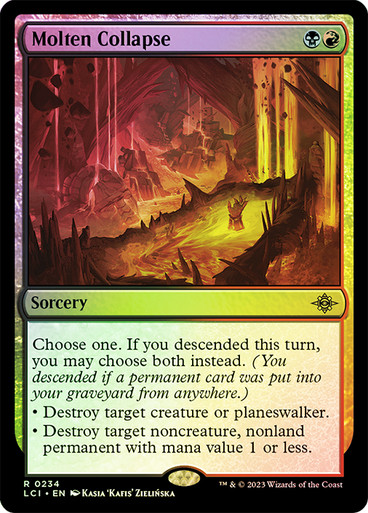 Molten Collapse
Sorcery
Choose one. If you descended this turn,
you may choose both instead. (You
descended if a permanent card was put into
your graveyard from anywhere.)
• Destroy target creature or planeswalker.
• Destroy target noncreature, nonland
permanent with mana value 1 or less.
R 0234
LCI • EN Kasia 'Kafis' Zielińska
™ & © 2023 Wizards of the Coast